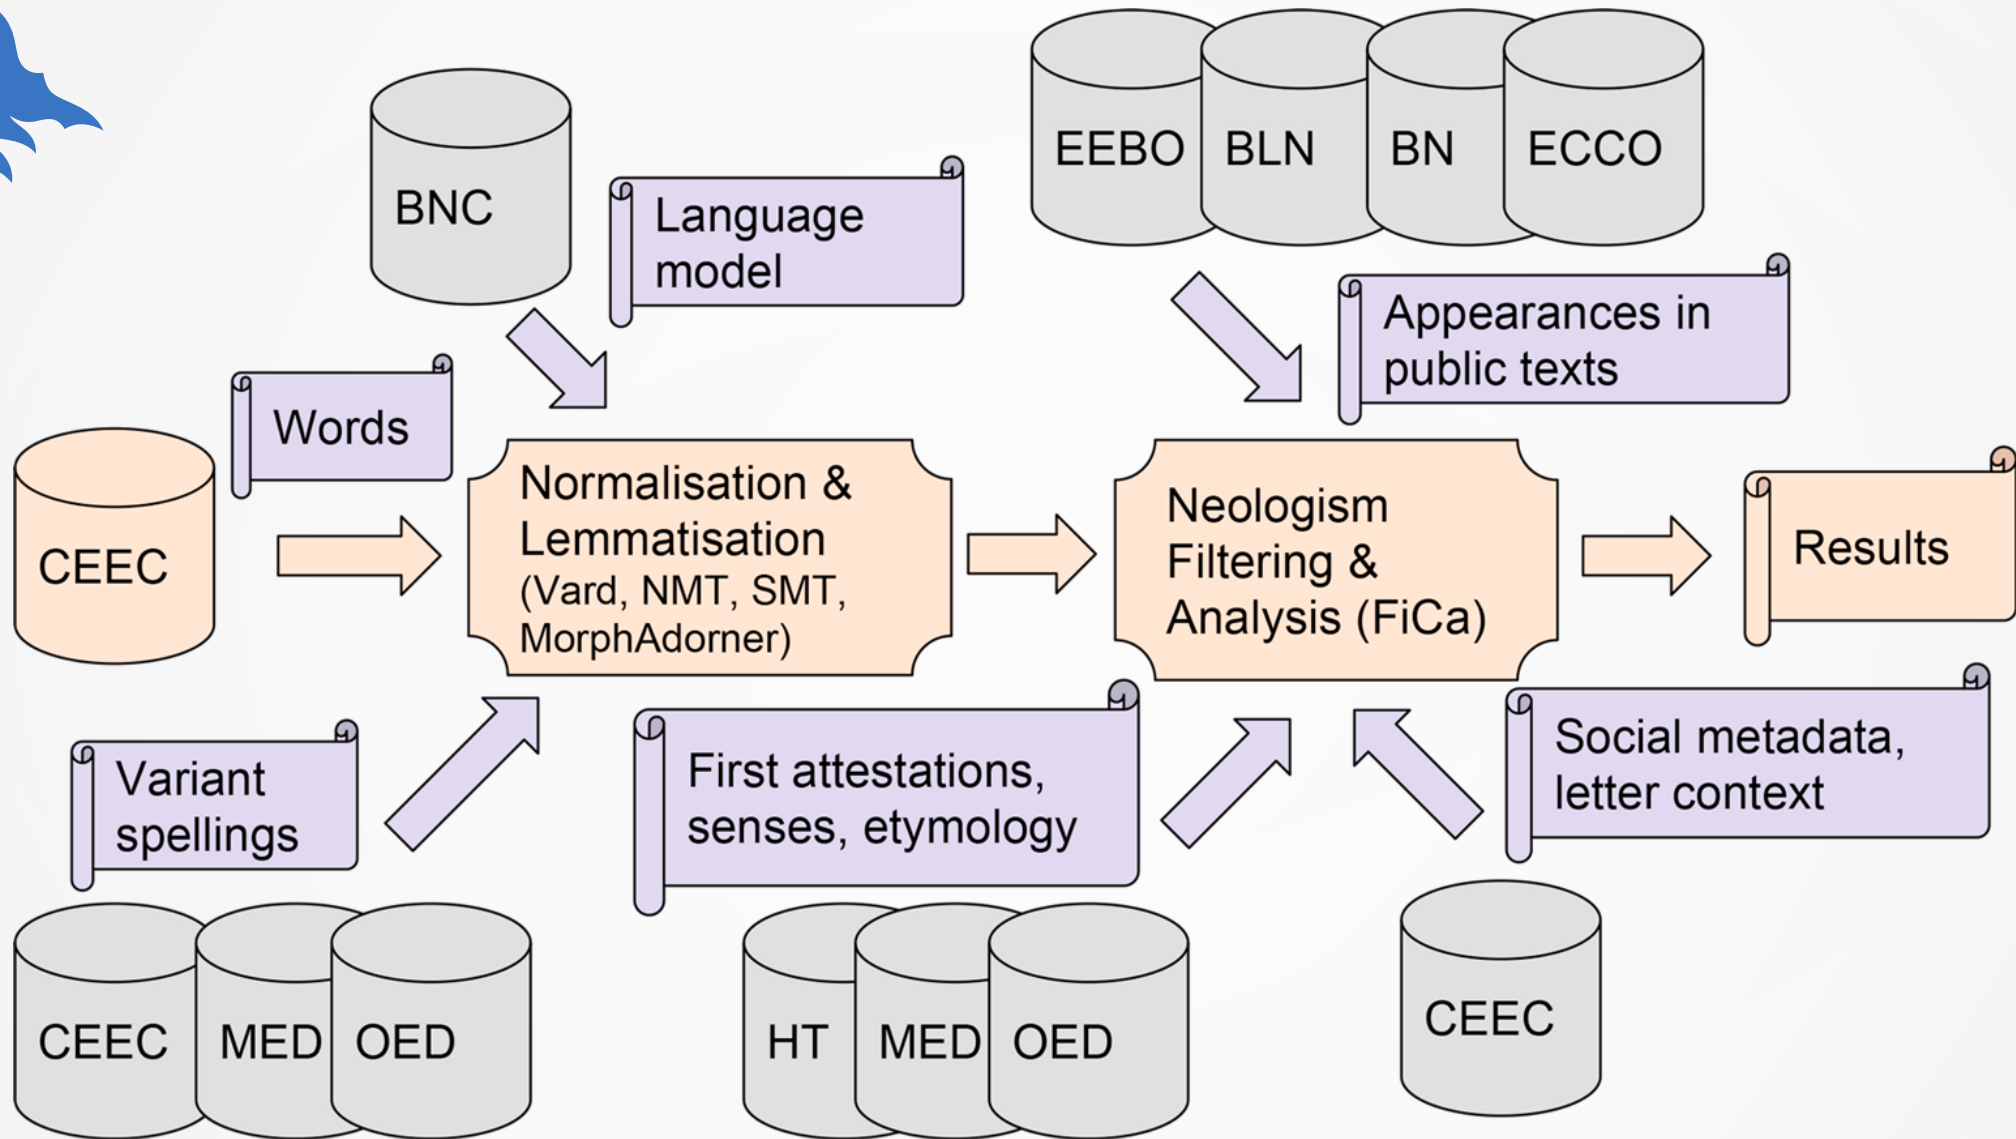 EEBO
BLN
BN
ECCO
BNC
Language
model
Appearances in
public texts
Words
CEEC
Normalisation &
Lemmatisation
(Vard, NMT, SMT,
MorphAdorner)
Neologism
Filtering &
Analysis (FiCa)
Results
Variant
spellings
First attestations,
senses, etymology
Social metadata,
letter context
CEEC
MED
OED
HT
MED
OED
CEEC